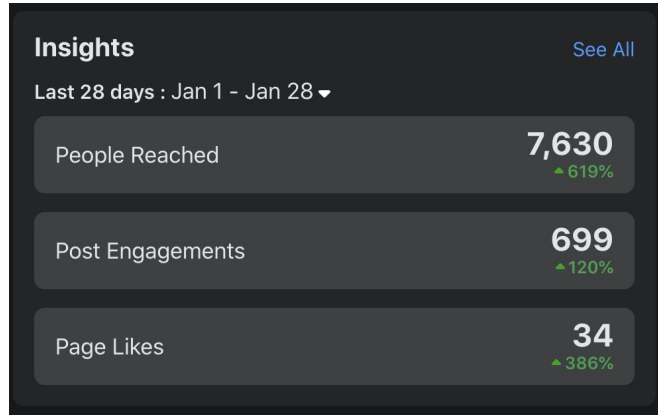 Insights See All
Last 28 days : Jan 1 - Jan 28
People Reached 7,630
619%
Post Engagements 699
120%
Page Likes 34
386%